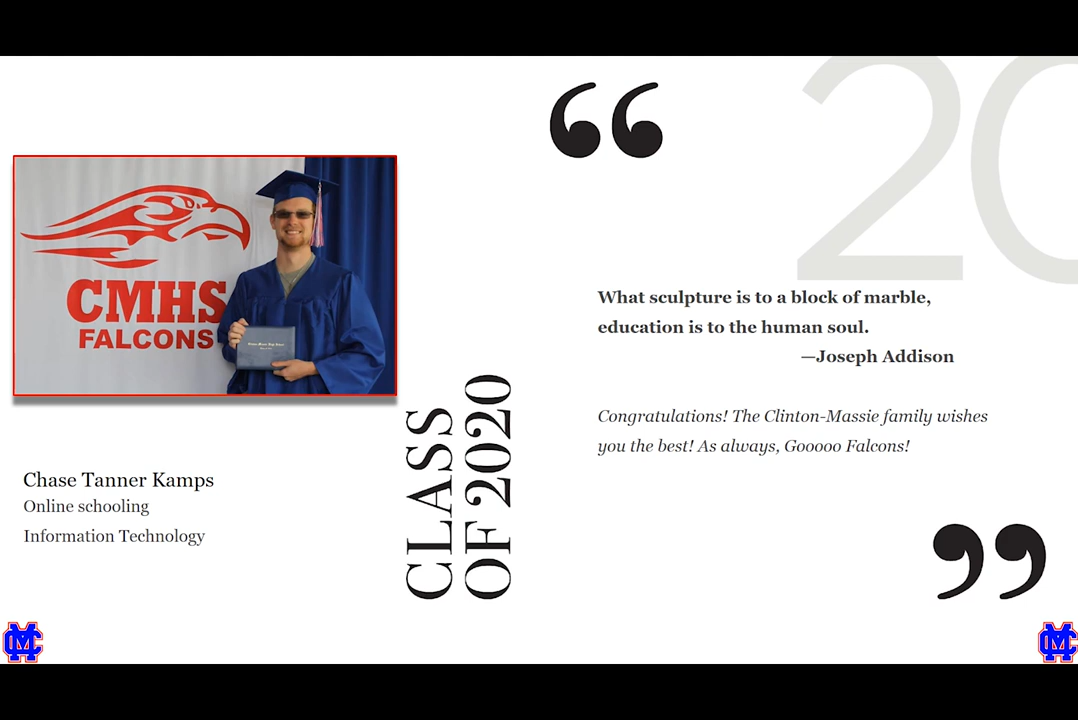 CMHS
FALCONS
Chase Tanner Kamps
Online schooling
Information Technology
CLASS
OF 2020
20
What sculpture is to a block of marble,
education is to the human soul.
—Joseph Addison
Congratulations! The Clinton-Massie family wishes
you the best! As always, Gooooo Falcons!